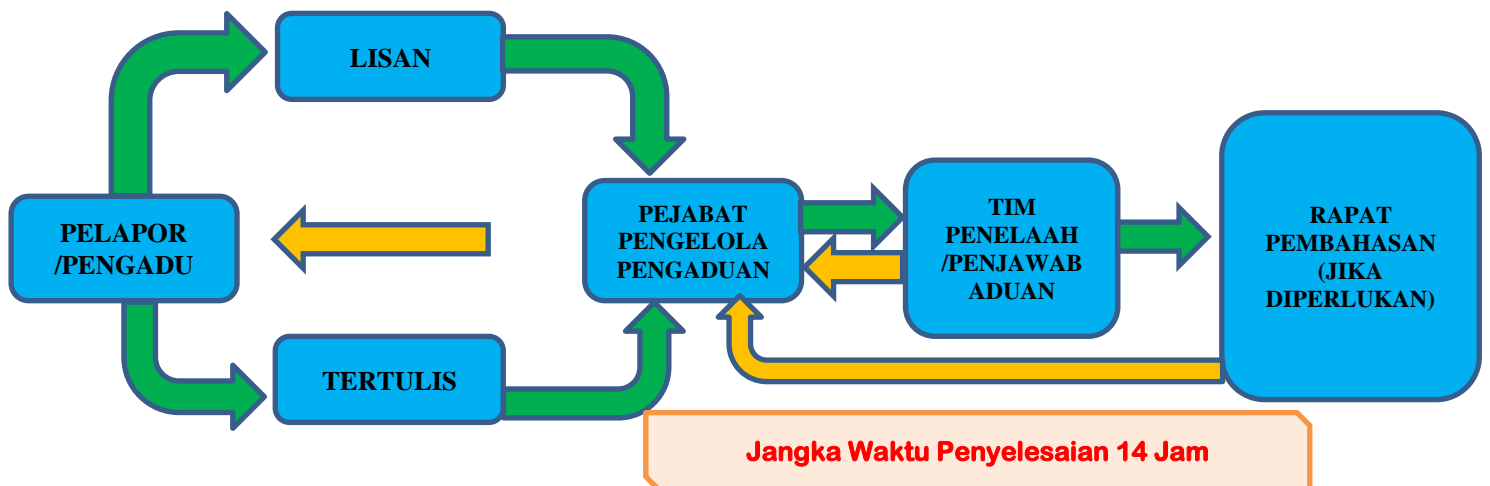 LISAN
PELAPOR
/PENGADU
TERTULIS
PEJABAT
PENGELOLA
PENGADUAN
TIM
PENELAAH
/PENJAWAB
ADUAN
RAPAT
PEMBAHASAN
(JIKA
DIPERLUKAN)
Jangka Waktu Penyelesaian 14 Jam